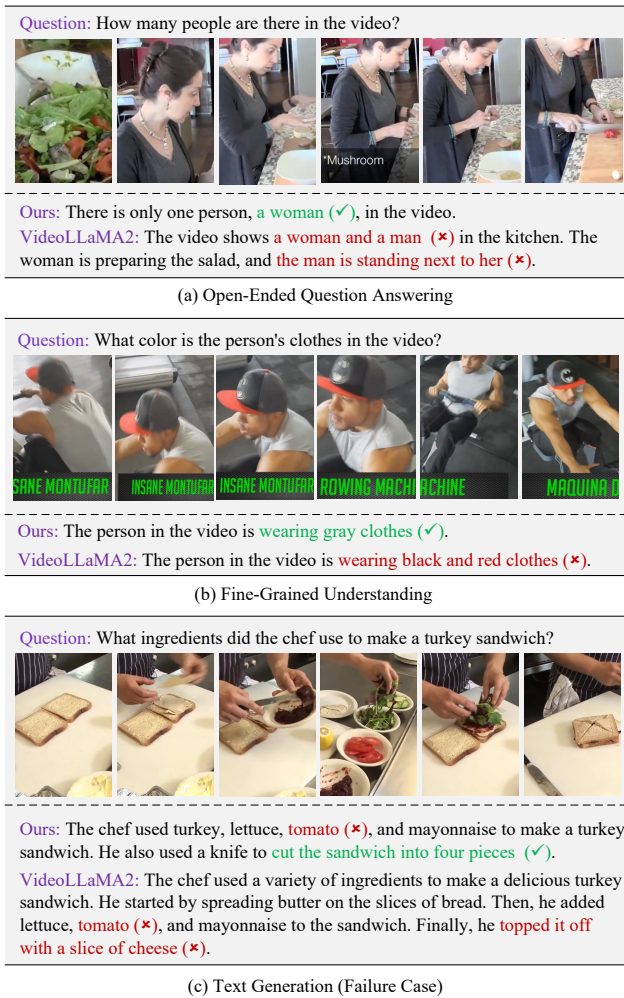 Question: How many people are there in the video?
*Mushroom
Ours: There is only one person, a woman (✓), in the video.
VideoLLaMA2: The video shows a woman and a man (✗) in the kitchen. The
woman is preparing the salad, and the man is standing next to her (✗).
(a) Open-Ended Question Answering
Question: What color is the person's clothes in the video?
SANE MONTUFAR
INSANE MONTUFAR
INSANE MONTUFAR
ROWING MACHI
ACHINE
MAQUINA D
Ours: The person in the video is wearing gray clothes (✓).
VideoLLaMA2: The person in the video is wearing black and red clothes (✗).
(b) Fine-Grained Understanding
Question: What ingredients did the chef use to make a turkey sandwich?
Ours: The chef used turkey, lettuce, tomato (✗), and mayonnaise to make a turkey
sandwich. He also used a knife to cut the sandwich into four pieces (✓).
VideoLLaMA2: The chef used a variety of ingredients to make a delicious turkey
sandwich. He started by spreading butter on the slices of bread. Then, he added
lettuce, tomato (✗), and mayonnaise to the sandwich. Finally, he topped it off
with a slice of cheese (✗).
(c) Text Generation (Failure Case)